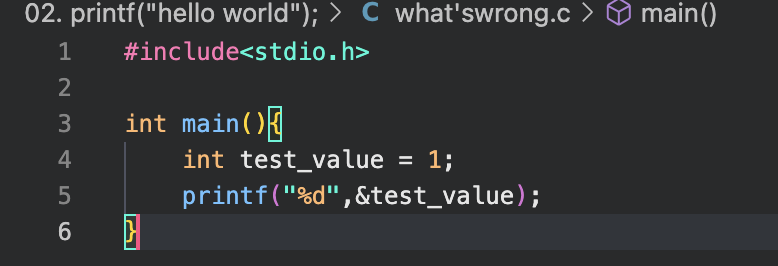 02. printf("hello world"); > C what'swrong.c > main()
1 #include<stdio.h>
2
3 int main(){
4 int test_value = 1;
5 printf("%d",&test_value);
6 }